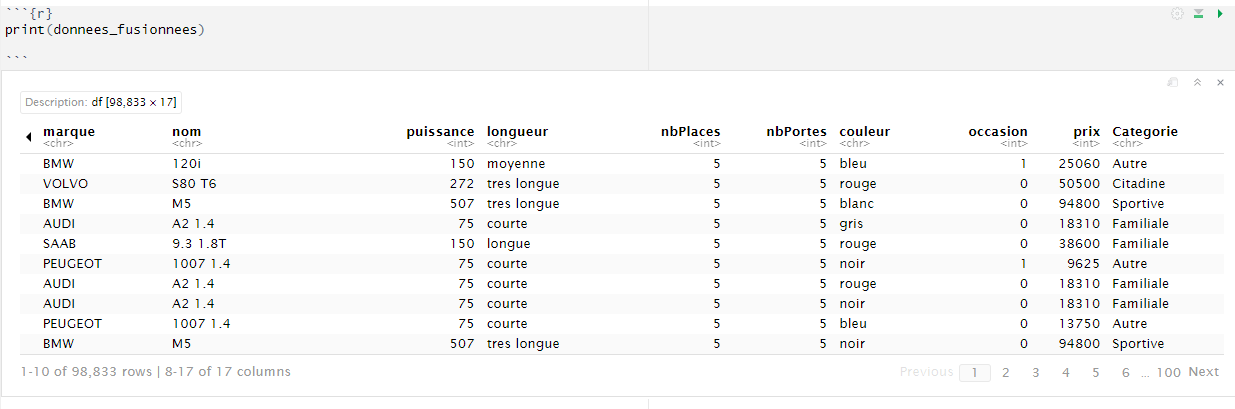 ```{r}
print(donnees_fusionnees)
```
Description: df [98,833 × 17]
marque nom puissance longueur nbPlaces nbPortes couleur occasion prix Categorie
<chr> <chr> <int> <chr> <int> <int> <chr> <int> <int> <chr>
BMW 120i 150 moyenne 5 5 bleu 1 25060 Autre
VOLVO S80 T6 272 tres longue 5 5 rouge 0 50500 Citadine
BMW M5 507 tres longue 5 5 blanc 0 94800 Sportive
AUDI A2 1.4 75 courte 5 5 gris 0 18310 Familiale
SAAB 9.3 1.8T 150 longue 5 5 rouge 0 38600 Familiale
PEUGEOT 1007 1.4 75 courte 5 5 noir 1 9625 Autre
AUDI A2 1.4 75 courte 5 5 rouge 0 18310 Familiale
AUDI A2 1.4 75 courte 5 5 noir 0 18310 Familiale
PEUGEOT 1007 1.4 75 courte 5 5 bleu 0 13750 Autre
BMW M5 507 tres longue 5 5 noir 0 94800 Sportive
1-10 of 98,833 rows | 8-17 of 17 columns Previous 1 2 3 4 5 6 ... 100 Next